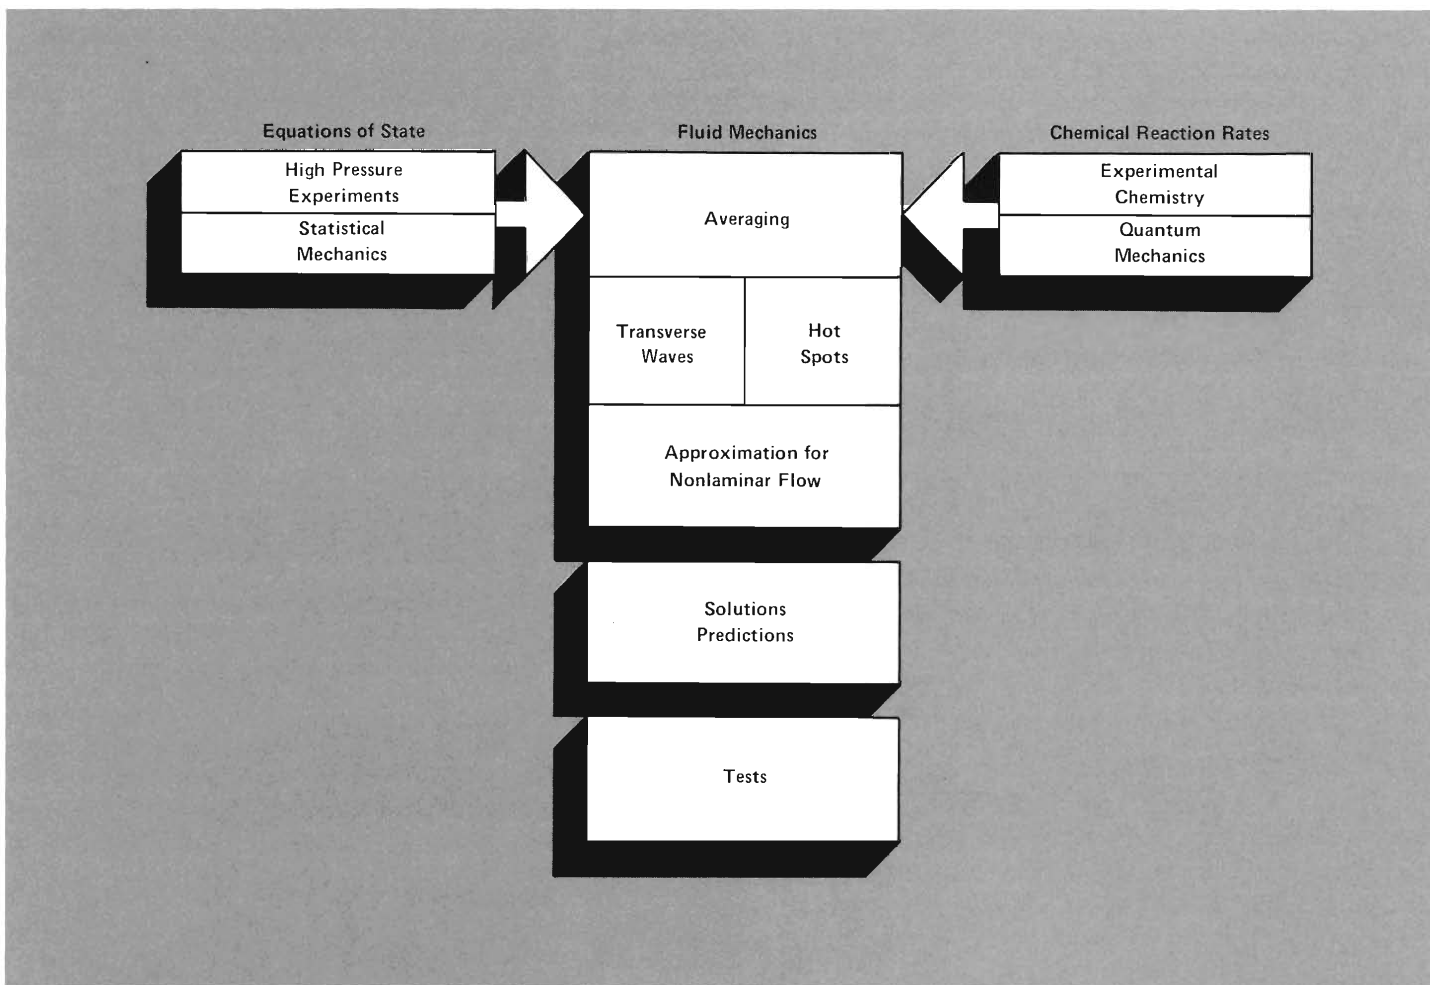 Equations of State
High Pressure
Experiments
Statistical
Mechanics
Fluid Mechanics
Averaging
Transverse
Waves
Hot
Spots
Approximation for
Nonlaminar Flow
Solutions
Predictions
Tests
Chemical Reaction Rates
Experimental
Chemistry
Quantum
Mechanics